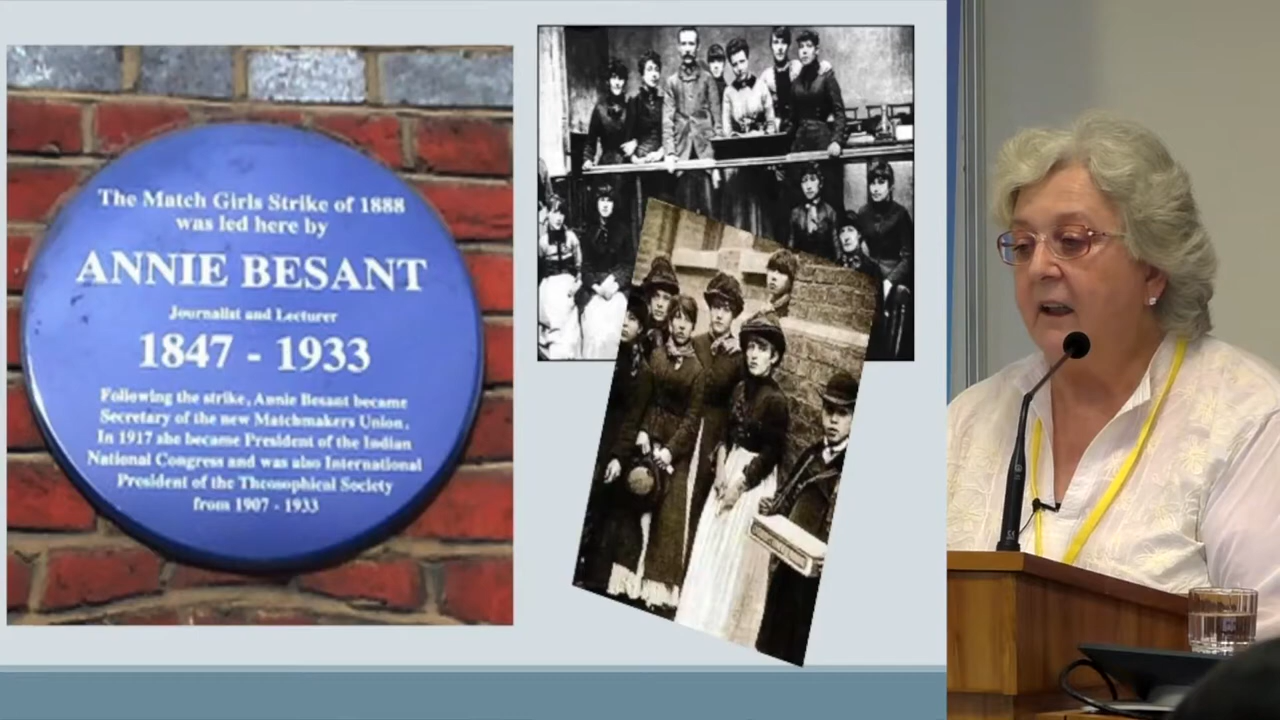 The Match Girls Strike of 1888
was led here by
ANNIE BESANT
Journalist and Lecturer
1847 - 1933
Following the strike, Annie Besant became
Secretary of the new Matchmakers Union.
In 1917 she became President of the Indian
National Congress and was also International
President of the Theosophical Society
from 1907 - 1933